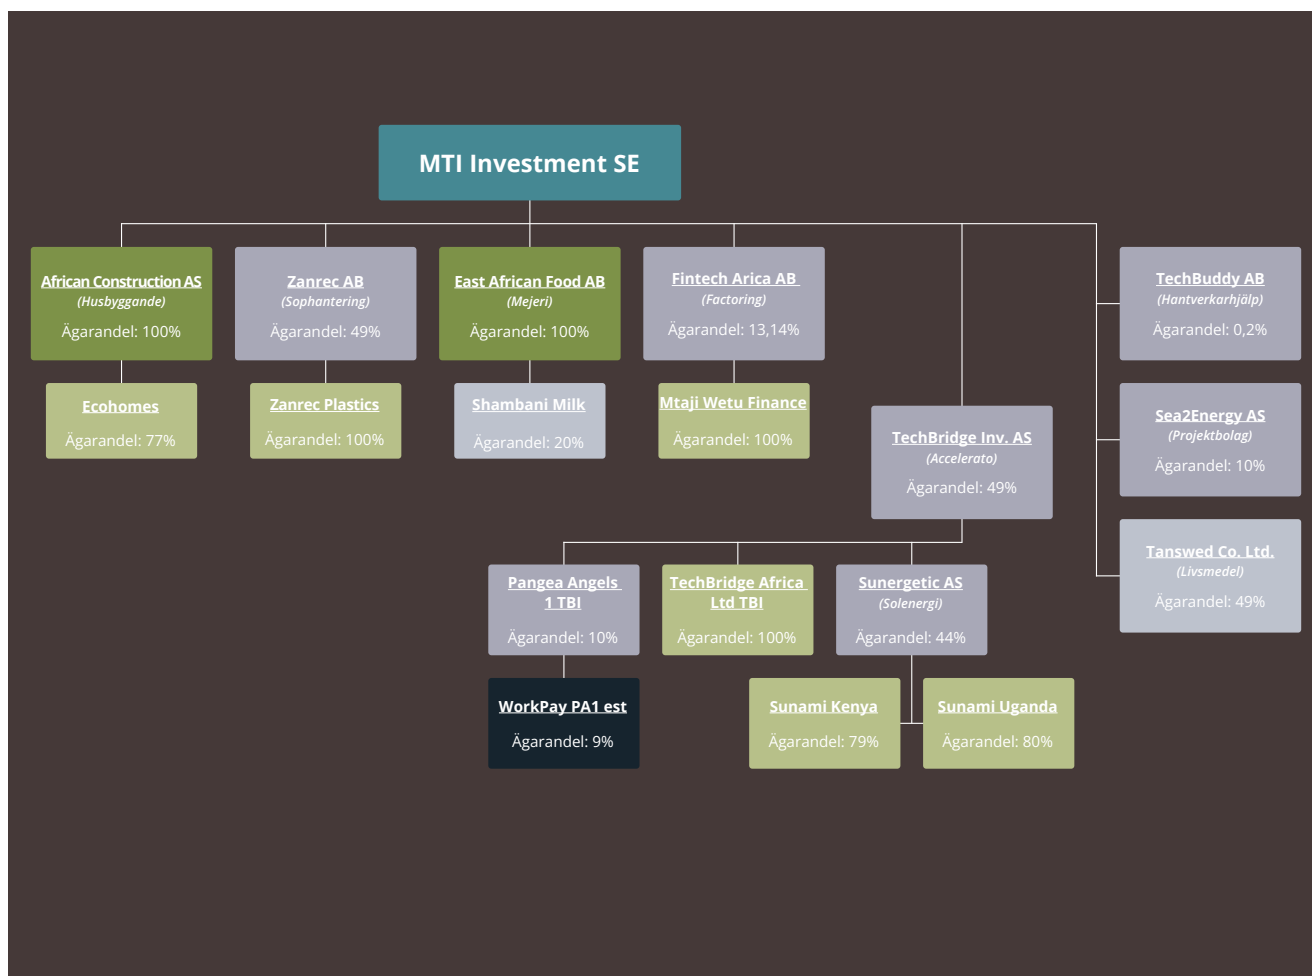 MTI Investment SE
African Construction AS
(Husbyggande)
Ägarandel: 100%
Zanrec AB
(Sophantering)
Ägarandel: 49%
East African Food AB
(Mejeri)
Ägarandel: 100%
Fintech Arica AB
(Factoring)
Ägarandel: 13,14%
TechBuddy AB
(Hantverkarhjälp)
Ägarandel: 0,2%
Ecohomes
Ägarandel: 77%
Zanrec Plastics
Ägarandel: 100%
Shambani Milk
Ägarandel: 20%
Mtaji Wetu Finance
Ägarandel: 100%
TechBridge Inv. AS
(Accelerato)
Ägarandel: 49%
Sea2Energy AS
(Projektbolag)
Ägarandel: 10%
Tanswed Co. Ltd.
(Livsmedel)
Ägarandel: 49%
Pangea Angels
1 TBI
Ägarandel: 10%
TechBridge Africa
Ltd TBI
Ägarandel: 100%
Sunergetic AS
(Solenergi)
Ägarandel: 44%
WorkPay PA1 est
Ägarandel: 9%
Sunami Kenya
Ägarandel: 79%
Sunami Uganda
Ägarandel: 80%